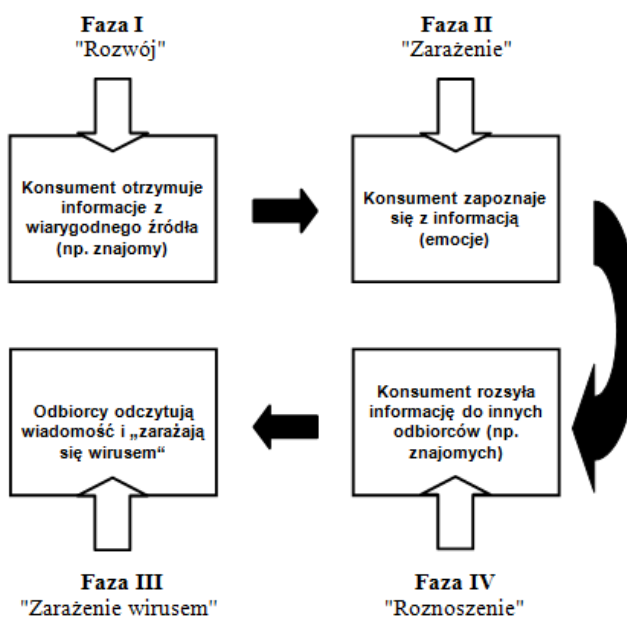 Faza I
"Rozwój"
Faza II
"Zarażenie"
Konsument otrzymuje
informacje z
wiarygodnego źródła
(np. znajomy)
Konsument zapoznaje
się z informacją
(emocje)
Odbiorcy odczytują
wiadomość i „zarażają
się wirusem“
Konsument rozsyła
informację do innych
odbiorców (np.
znajomych)
Faza III
"Zarażenie wirusem"
Faza IV
"Roznoszenie"